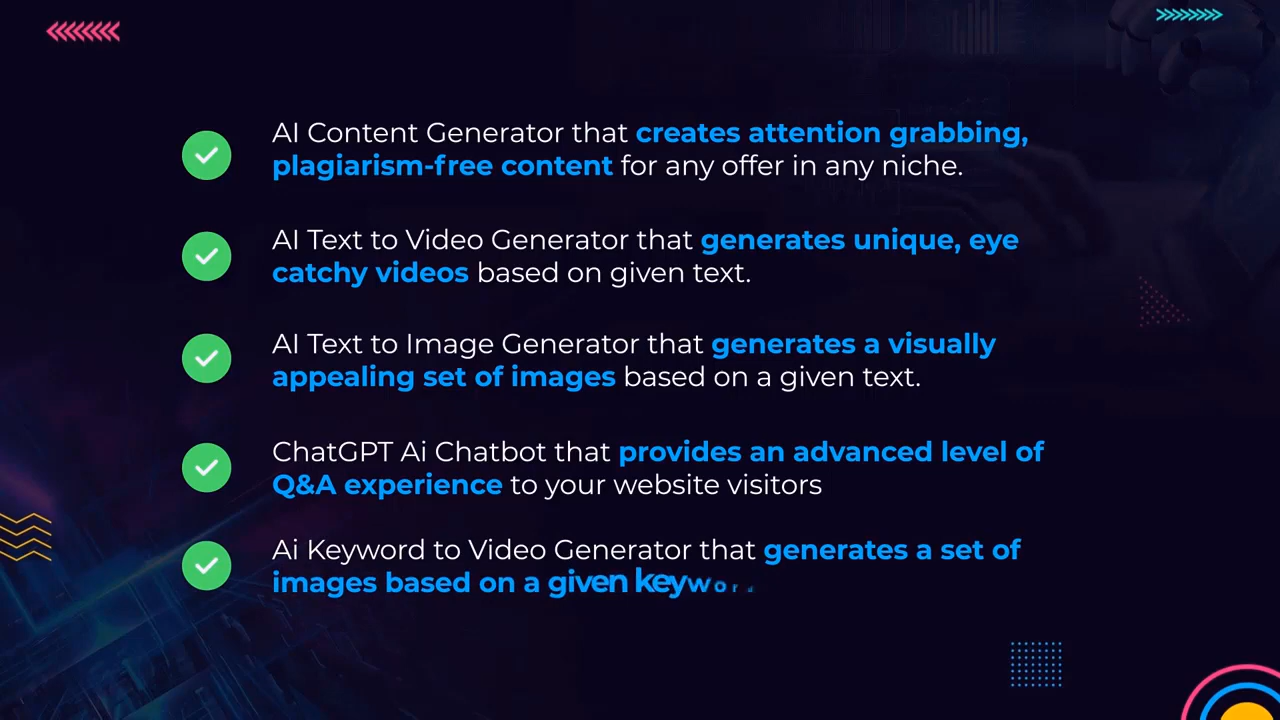 AI Content Generator that creates attention grabbing,
plagiarism-free content for any offer in any niche.
AI Text to Video Generator that generates unique, eye
catchy videos based on given text.
AI Text to Image Generator that generates a visually
appealing set of images based on a given text.
ChatGPT Ai Chatbot that provides an advanced level of
Q&A experience to your website visitors
Ai Keyword to Video Generator that generates a set of
images based on a given keyword